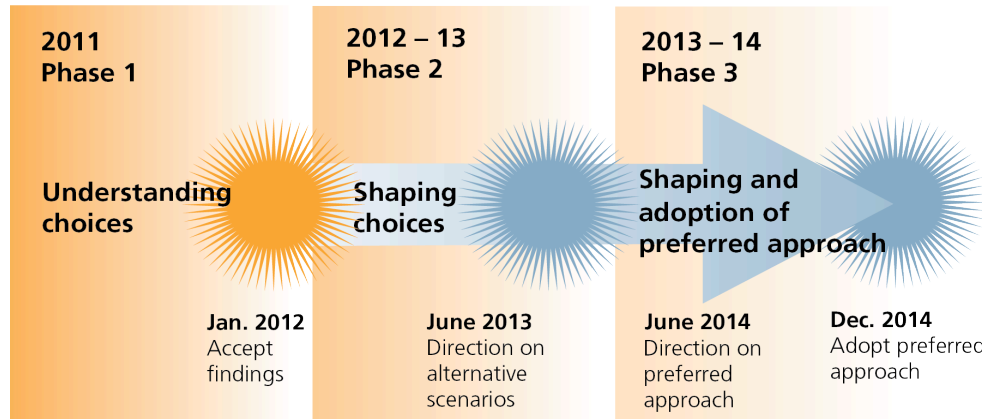 2011
Phase 1
2012 – 13
Phase 2
2013 – 14
Phase 3
Understanding
choices
Shaping
choices
Shaping and
adoption of
preferred approach
Jan. 2012
Accept
findings
June 2013
Direction on
alternative
scenarios
June 2014
Direction on
preferred
approach
Dec. 2014
Adopt preferred
approach